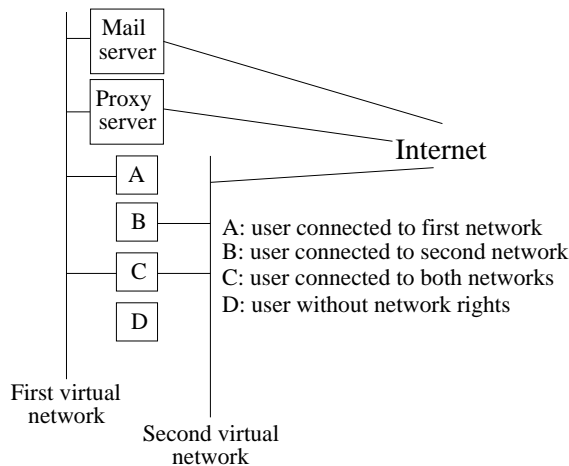 Mail
server
Proxy
server
Internet
A
B
C
D
A: user connected to first network
B: user connected to second network
C: user connected to both networks
D: user without network rights
First virtual
network
Second virtual
network